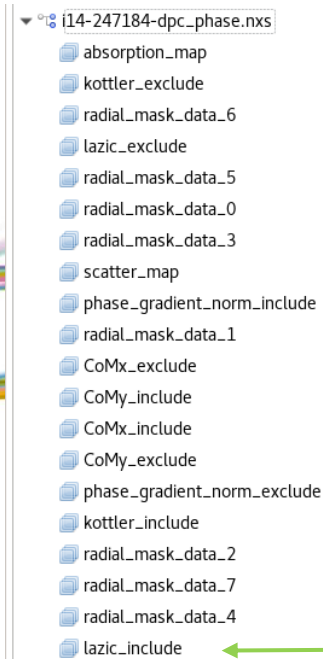 i14-247184-dpc_phase.nxs
absorption_map
kottler_exclude
radial_mask_data_6
lazic_exclude
radial_mask_data_5
radial_mask_data_0
radial_mask_data_3
scatter_map
phase_gradient_norm_include
radial_mask_data_1
CoMx_exclude
CoMy_include
CoMx_include
CoMy_exclude
phase_gradient_norm_exclude
kottler_include
radial_mask_data_2
radial_mask_data_7
radial_mask_data_4
lazic_include